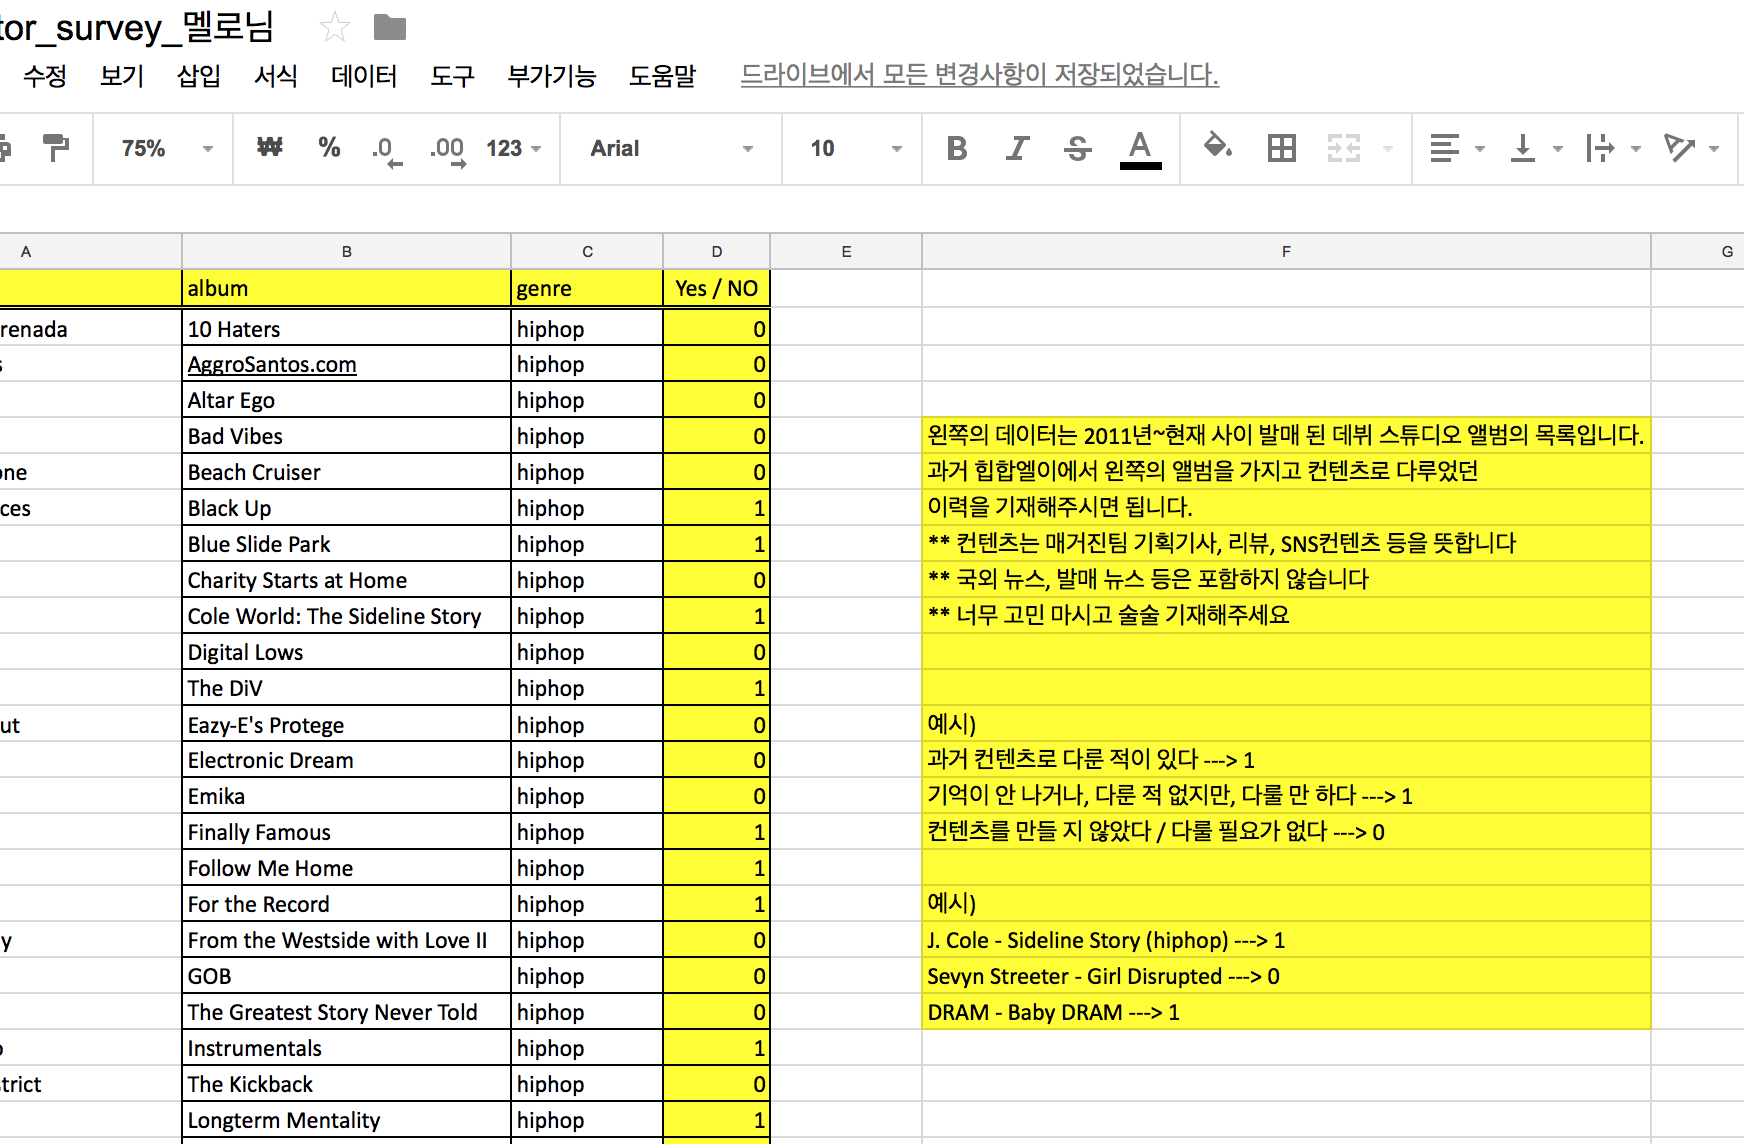 tor_survey_멜로님
수정 보기 삽입 서식 데이터 도구 부가기능 도움말 드라이브에서 모든 변경사항이 저장되었습니다.
75% ₩ % .0 .00 123 Arial 10 B I S A
A B C D E F G
album genre Yes / NO
renada 10 Haters hiphop 0
s AggroSantos.com hiphop 0
Altar Ego hiphop 0
Bad Vibes hiphop 0 왼쪽의 데이터는 2011년~현재 사이 발매 된 데뷔 스튜디오 앨범의 목록입니다.
one Beach Cruiser hiphop 0 과거 힙합엘이에서 왼쪽의 앨범을 가지고 컨텐츠로 다루었던
ces Black Up hiphop 1 이력을 기재해주시면 됩니다.
Blue Slide Park hiphop 1 ** 컨텐츠는 매거진팀 기획기사, 리뷰, SNS컨텐츠 등을 뜻합니다
Charity Starts at Home hiphop 0 ** 국외 뉴스, 발매 뉴스 등은 포함하지 않습니다
Cole World: The Sideline Story hiphop 1 ** 너무 고민 마시고 술술 기재해주세요
Digital Lows hiphop 0
The DiV hiphop 1
ut Eazy-E's Protege hiphop 0 예시)
Electronic Dream hiphop 0 과거 컨텐츠로 다룬 적이 있다 ---> 1
Emika hiphop 0 기억이 안 나거나, 다룬 적 없지만, 다룰 만 하다 ---> 1
Finally Famous hiphop 1 컨텐츠를 만들 지 않았다 / 다룰 필요가 없다 ---> 0
Follow Me Home hiphop 1
For the Record hiphop 1 예시)
y From the Westside with Love II hiphop 0 J. Cole - Sideline Story (hiphop) ---> 1
GOB hiphop 0 Sevyn Streeter - Girl Disrupted ---> 0
The Greatest Story Never Told hiphop 0 DRAM - Baby DRAM ---> 1
o Instrumentals hiphop 1
trict The Kickback hiphop 0
Longterm Mentality hiphop 1